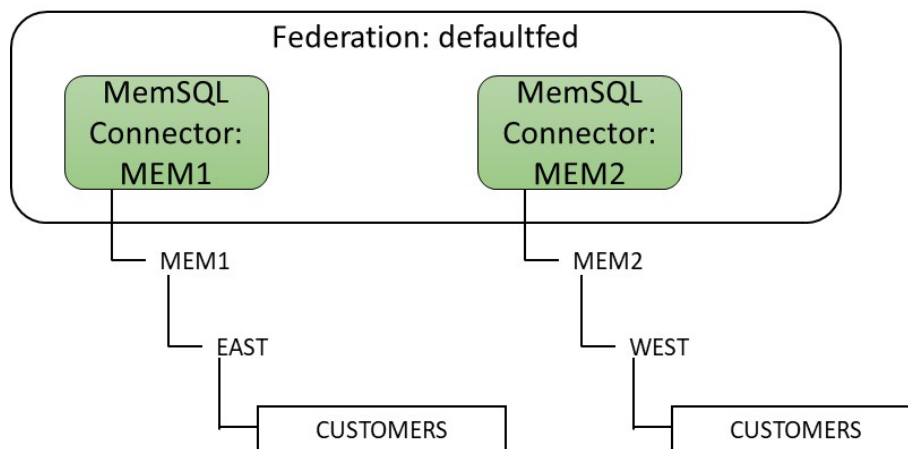 Federation: defaultfed
MemSQL
Connector:
MEM1
MemSQL
Connector:
MEM2
MEM1
MEM2
EAST
WEST
CUSTOMERS
CUSTOMERS